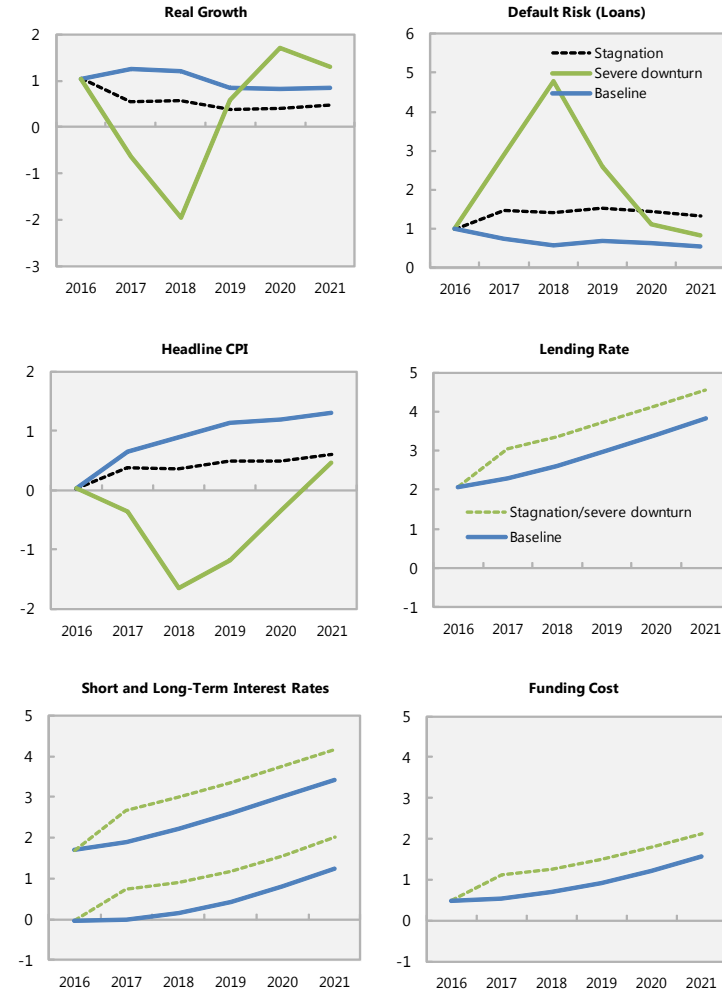 Real Growth
2
1
0
-1
-2
-3
2016 2017 2018 2019 2020 2021
Default Risk (Loans)
6
5
4
3
2
1
0
Stagnation
Severe downturn
Baseline
2016 2017 2018 2019 2020 2021
Headline CPI
2
1
0
-1
-2
2016 2017 2018 2019 2020 2021
Lending Rate
5
4
3
2
1
0
-1
Stagnation/severe downturn
Baseline
2016 2017 2018 2019 2020 2021
Short and Long-Term Interest Rates
5
4
3
2
1
0
-1
2016 2017 2018 2019 2020 2021
Funding Cost
5
4
3
2
1
0
-1
2016 2017 2018 2019 2020 2021